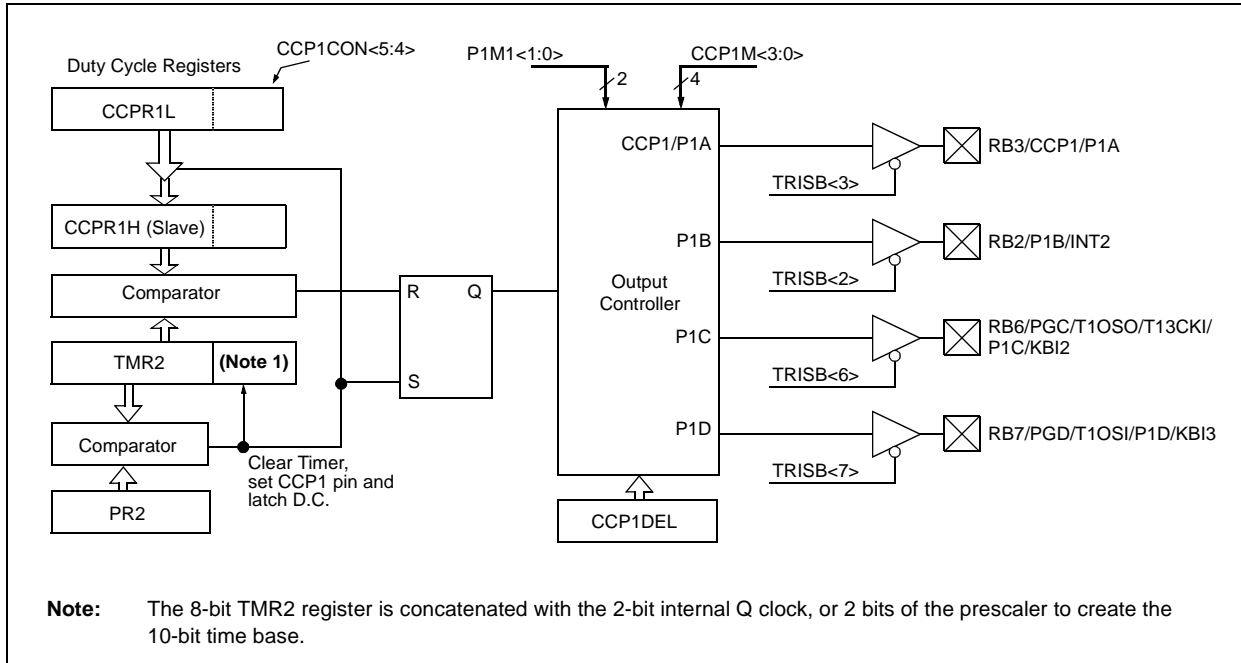 CCP1CON<5:4>
Duty Cycle Registers
CCPR1L
CCPR1H (Slave)
Comparator
TMR2
(Note 1)
Comparator
PR2
Clear Timer,
set CCP1 pin and
latch D.C.
R
Q
S
P1M1<1:0>
2
CCP1M<3:0>
4
CCP1/P1A
P1B
Output
Controller
P1C
P1D
CCP1DEL
TRISB<3>
RB3/CCP1/P1A
TRISB<2>
RB2/P1B/INT2
TRISB<6>
RB6/PGC/T1OSO/T13CKI/
P1C/KBI2
TRISB<7>
RB7/PGD/T1OSI/P1D/KBI3
Note: The 8-bit TMR2 register is concatenated with the 2-bit internal Q clock, or 2 bits of the prescaler to create the
10-bit time base.